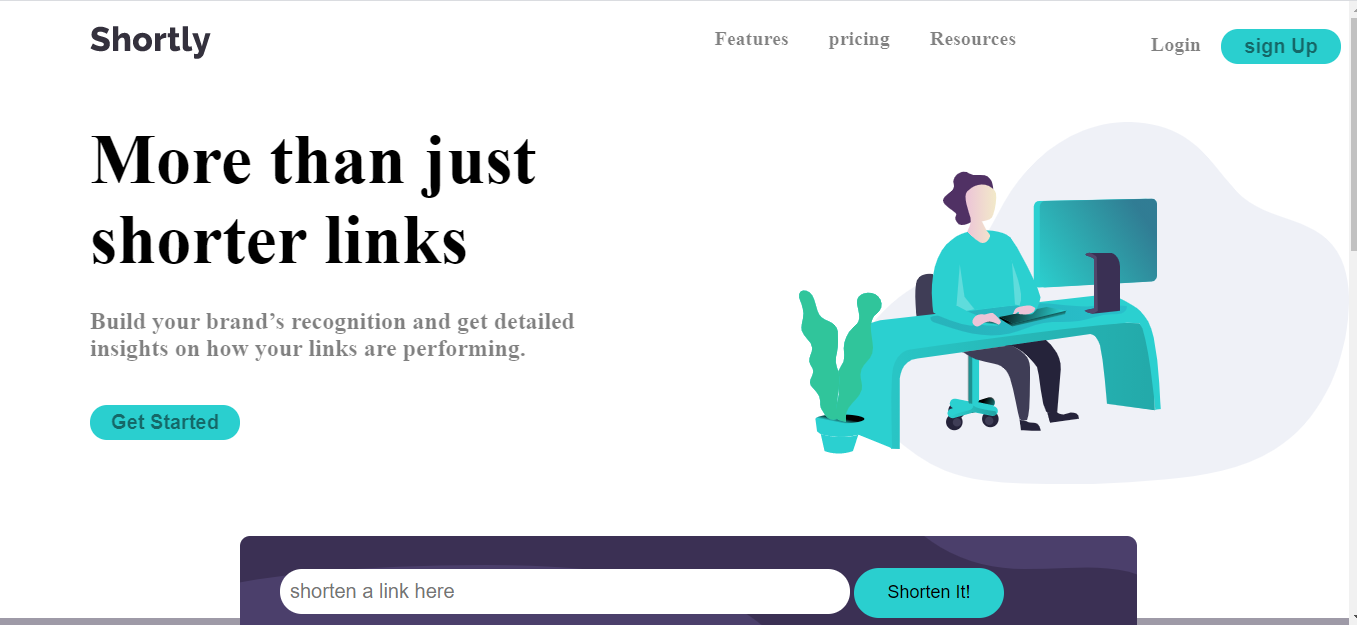 Shortly
Features pricing Resources Login sign Up
More than just
shorter links
Build your brand’s recognition and get detailed
insights on how your links are performing.
Get Started
shorten a link here Shorten It!